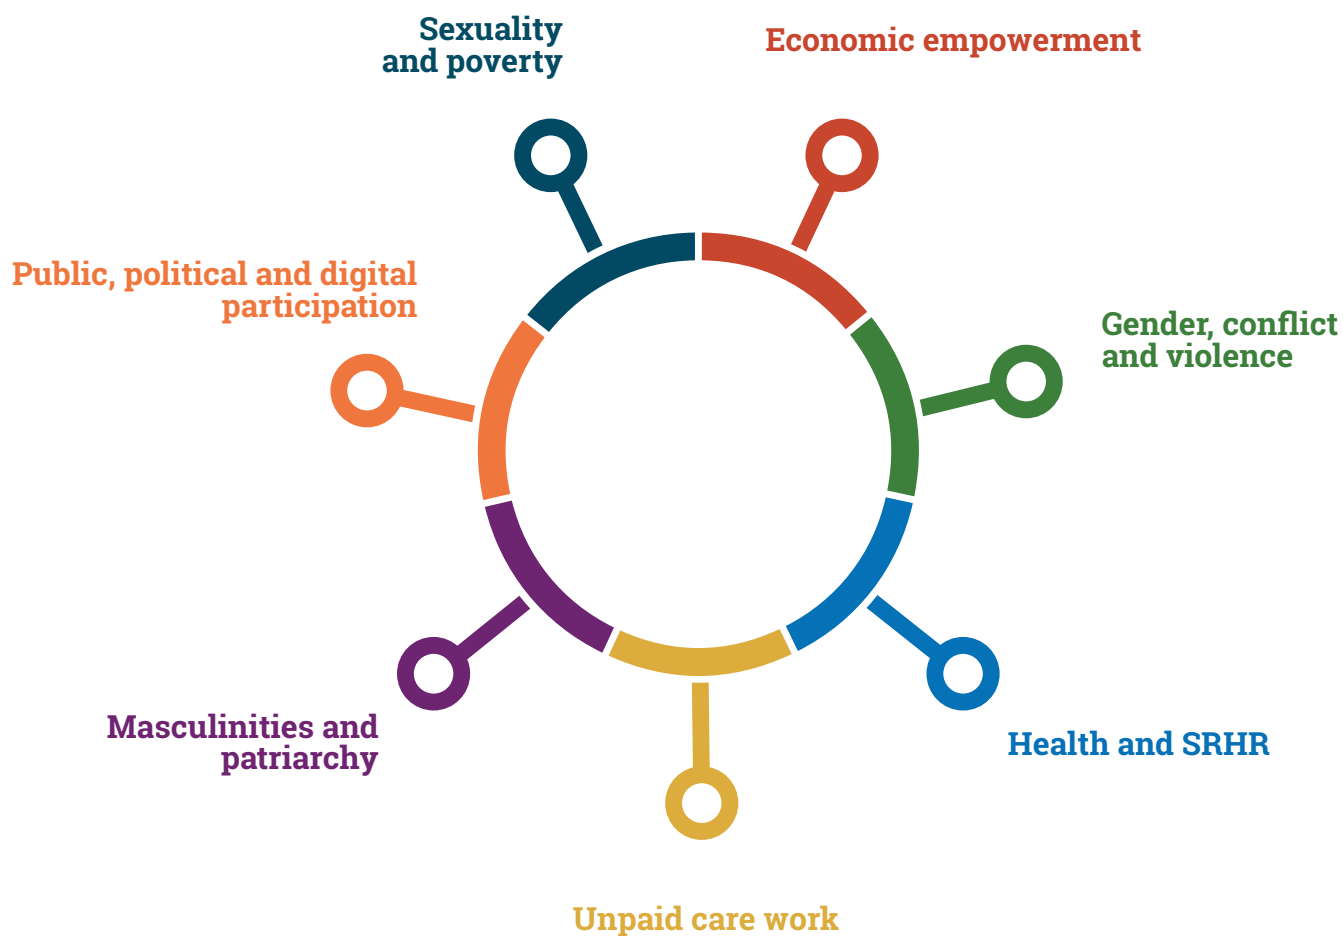 Sexuality
and poverty
Economic empowerment
Public, political and digital
participation
Gender, conflict
and violence
Masculinities and
patriarchy
Health and SRHR
Unpaid care work